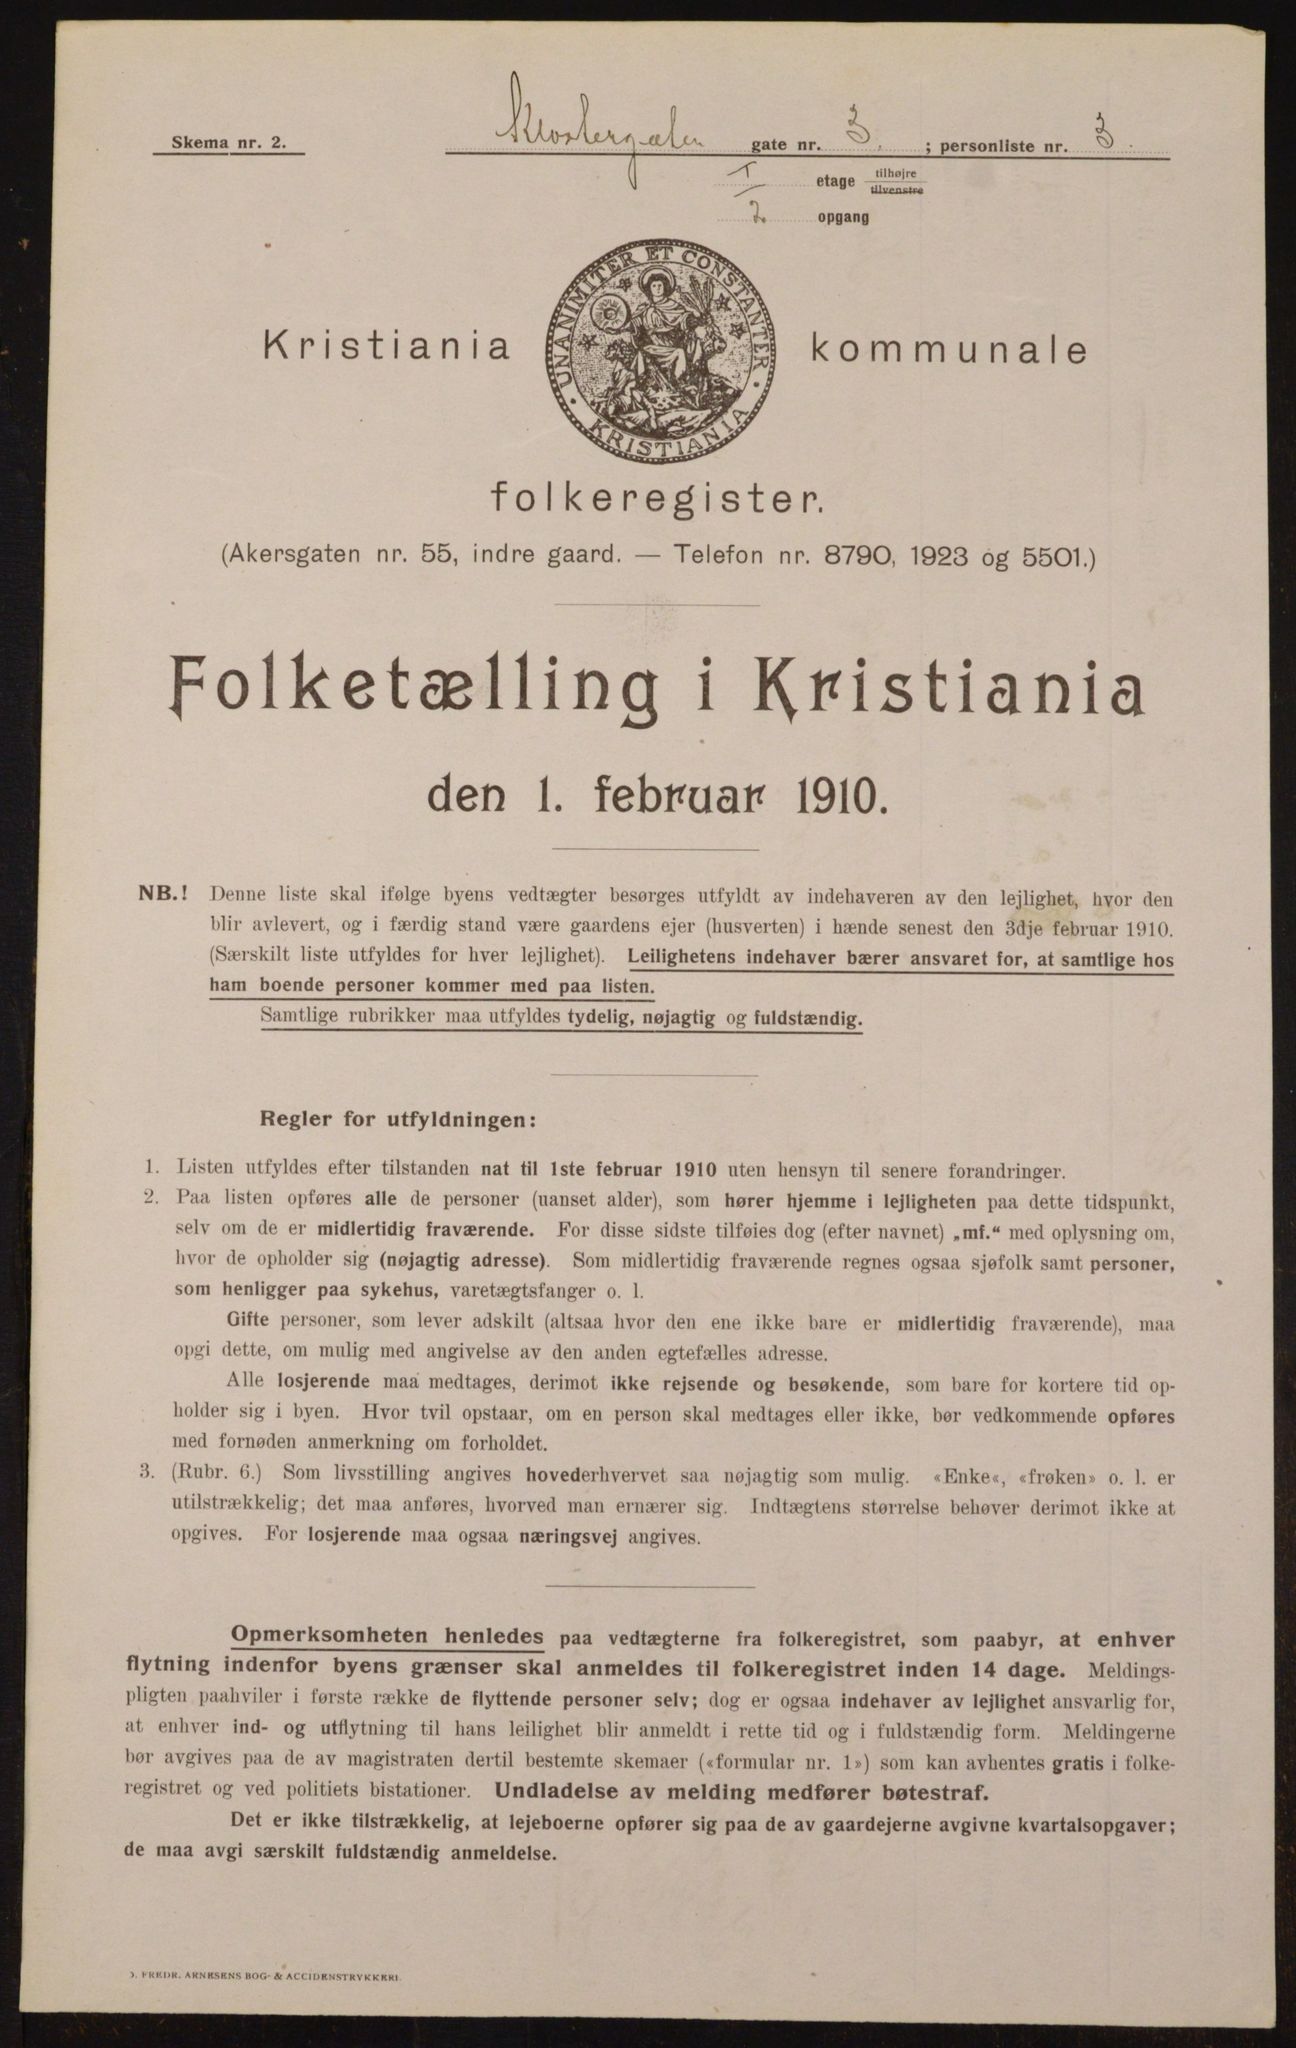 Skema nr. 2.
Klostergaten gate nr. 3. ; personliste nr. 3.
I etage tilhøjre
tilvenstre
2. opgang
UNANIMITER ET CONSTANTER
KRISTIANIA
Kristiania kommunale
folkeregister.
(Akersgaten nr. 55, indre gaard. — Telefon nr. 8790, 1923 og 5501.)
Folketælling i Kristiania
den 1. februar 1910.
NB.! Denne liste skal ifølge byens vedtægter besørges utfyldt av indehaveren av den lejlighet, hvor den
blir avlevert, og i færdig stand være gaardens ejer (husverten) i hænde senest den 3dje februar 1910.
(Særskilt liste utfyldes for hver lejlighet). Leilighetens indehaver bærer ansvaret for, at samtlige hos
ham boende personer kommer med paa listen.
Samtlige rubrikker maa utfyldes tydelig, nøjagtig og fuldstændig.
Regler for utfyldningen:
1. Listen utfyldes efter tilstanden nat til 1ste februar 1910 uten hensyn til senere forandringer.
2. Paa listen opføres alle de personer (uanset alder), som hører hjemme i lejligheten paa dette tidspunkt,
selv om de er midlertidig fraværende. For disse sidste tilføies dog (efter navnet) „mf.“ med oplysning om,
hvor de opholder sig (nøjagtig adresse). Som midlertidig fraværende regnes ogsaa sjøfolk samt personer,
som henligger paa sykehus, varetægtsfanger o. l.
Gifte personer, som lever adskilt (altsaa hvor den ene ikke bare er midlertidig fraværende), maa
opgi dette, om mulig med angivelse av den anden egtefælles adresse.
Alle losjerende maa medtages, derimot ikke rejsende og besøkende, som bare for kortere tid op-
holder sig i byen. Hvor tvil opstaar, om en person skal medtages eller ikke, bør vedkommende opføres
med fornøden anmerkning om forholdet.
3. (Rubr. 6.) Som livsstilling angives hovederhvervet saa nøjagtig som mulig. «Enke«, «frøken» o. l. er
utilstrækkelig; det maa anføres, hvorved man ernærer sig. Indtægtens størrelse behøver derimot ikke at
opgives. For losjerende maa ogsaa næringsvej angives.
Opmerksomheten henledes paa vedtægterne fra folkeregistret, som paabyr, at enhver
flytning indenfor byens grænser skal anmeldes til folkeregistret inden 14 dage. Meldings-
pligten paahviler i første række de flyttende personer selv; dog er ogsaa indehaver av lejlighet ansvarlig for,
at enhver ind- og utflytning til hans leilighet blir anmeldt i rette tid og i fuldstændig form. Meldingerne
bør avgives paa de av magistraten dertil bestemte skemaer («formular nr. 1») som kan avhentes gratis i folke-
registret og ved politiets bistationer. Undladelse av melding medfører bøtestraf.
Det er ikke tilstrækkelig, at lejeboerne opfører sig paa de av gaardejerne avgivne kvartalsopgaver;
de maa avgi særskilt fuldstændig anmeldelse.
). FREDR. ARNESENS BOG- & ACCIDENSTRYKKERI.